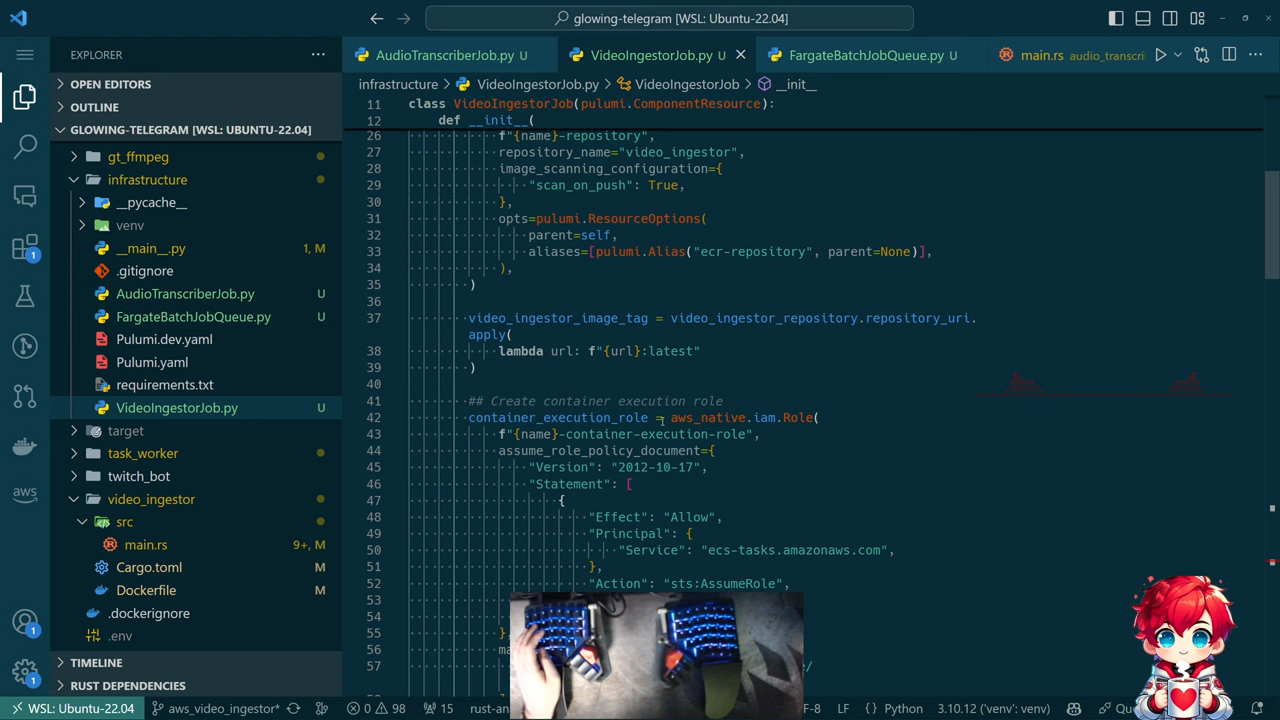 glowing-telegram [WSL: Ubuntu-22.04]
EXPLORER
OPEN EDITORS
OUTLINE
GLOWING-TELEGRAM [WSL: UBUNTU-22.04]
gt_ffmpeg
infrastructure
__pycache__
venv
__main__.py 1, M
.gitignore
AudioTranscriberJob.py U
FargateBatchJobQueue.py U
Pulumi.dev.yaml
Pulumi.yaml
requirements.txt
VideoIngestorJob.py U
target
task_worker
twitch_bot
video_ingestor
src
main.rs 9+, M
Cargo.toml M
Dockerfile M
.dockerignore
.env
TIMELINE
RUST DEPENDENCIES
1
aws
1
1
AudioTranscriberJob.py U
VideoIngestorJob.py U
FargateBatchJobQueue.py U
main.rs audio_transcri
infrastructure > VideoIngestorJob.py > VideoIngestorJob > __init__
11 class VideoIngestorJob(pulumi.ComponentResource):
12 def __init__(
26 f"{name}-repository",
27 repository_name="video_ingestor",
28 image_scanning_configuration={
29 "scan_on_push": True,
30 },
31 opts=pulumi.ResourceOptions(
32 parent=self,
33 aliases=[pulumi.Alias("ecr-repository", parent=None)],
34 ),
35 )
36
37 video_ingestor_image_tag = video_ingestor_repository.repository_uri.
apply(
38 lambda url: f"{url}:latest"
39 )
40
41 ## Create container execution role
42 container_execution_role = aws_native.iam.Role(
43 f"{name}-container-execution-role",
44 assume_role_policy_document={
45 "Version": "2012-10-17",
46 "Statement": [
47 {
48 "Effect": "Allow",
49 "Principal": {
50 "Service": "ecs-tasks.amazonaws.com",
51 },
52 "Action": "sts:AssumeRole",
53
54
55 },
56
57
WSL: Ubuntu-22.04 aws_video_ingestor* 0 98 15 LF { } Python 3.10.12 ('venv': venv)